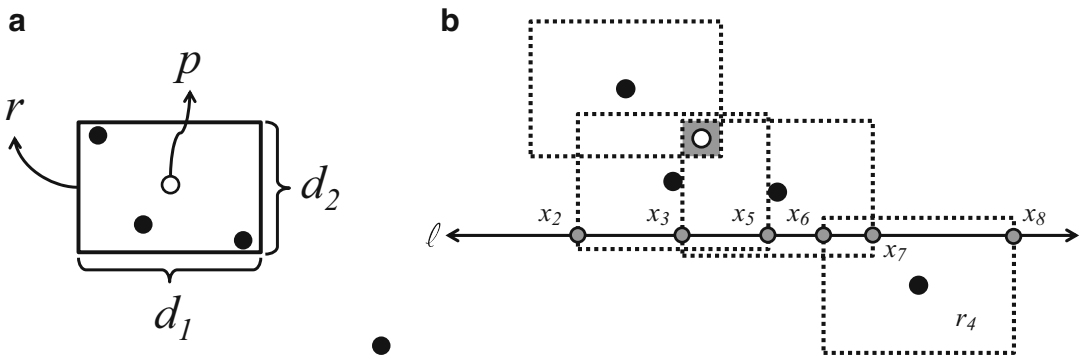 a
p
r
d₂
d₁
b
x₂ x₃ x₅ x₆ x₈
ℓ
x₇
r₄